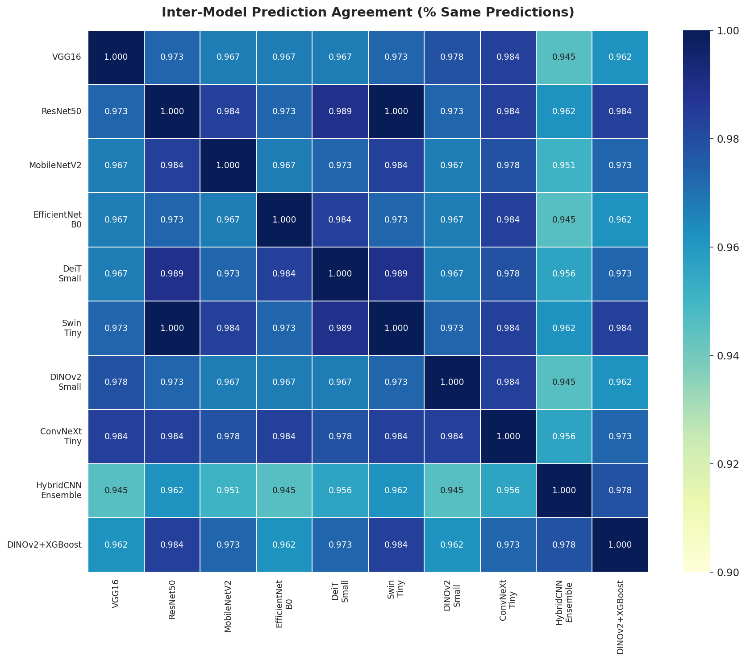 Inter-Model Prediction Agreement (% Same Predictions)
VGG16 1.000 0.973 0.967 0.967 0.967 0.973 0.978 0.984 0.945 0.962
ResNet50 0.973 1.000 0.984 0.973 0.989 1.000 0.973 0.984 0.962 0.984
MobileNetV2 0.967 0.984 1.000 0.967 0.973 0.984 0.967 0.978 0.951 0.973
EfficientNet
B0 0.967 0.973 0.967 1.000 0.984 0.973 0.967 0.984 0.945 0.962
DeiT
Small 0.967 0.989 0.973 0.984 1.000 0.989 0.967 0.978 0.956 0.973
Swin
Tiny 0.973 1.000 0.984 0.973 0.989 1.000 0.973 0.984 0.962 0.984
DINOv2
Small 0.978 0.973 0.967 0.967 0.967 0.973 1.000 0.984 0.945 0.962
ConvNeXt
Tiny 0.984 0.984 0.978 0.984 0.978 0.984 0.984 1.000 0.956 0.973
HybridCNN
Ensemble 0.945 0.962 0.951 0.945 0.956 0.962 0.945 0.956 1.000 0.978
DINOv2+XGBoost 0.962 0.984 0.973 0.962 0.973 0.984 0.962 0.973 0.978 1.000
VGG16
ResNet50
MobileNetV2
EfficientNet
B0
DeiT
Small
Swin
Tiny
DINOv2
Small
ConvNeXt
Tiny
HybridCNN
Ensemble
DINOv2+XGBoost
1.00
0.98
0.96
0.94
0.92
0.90